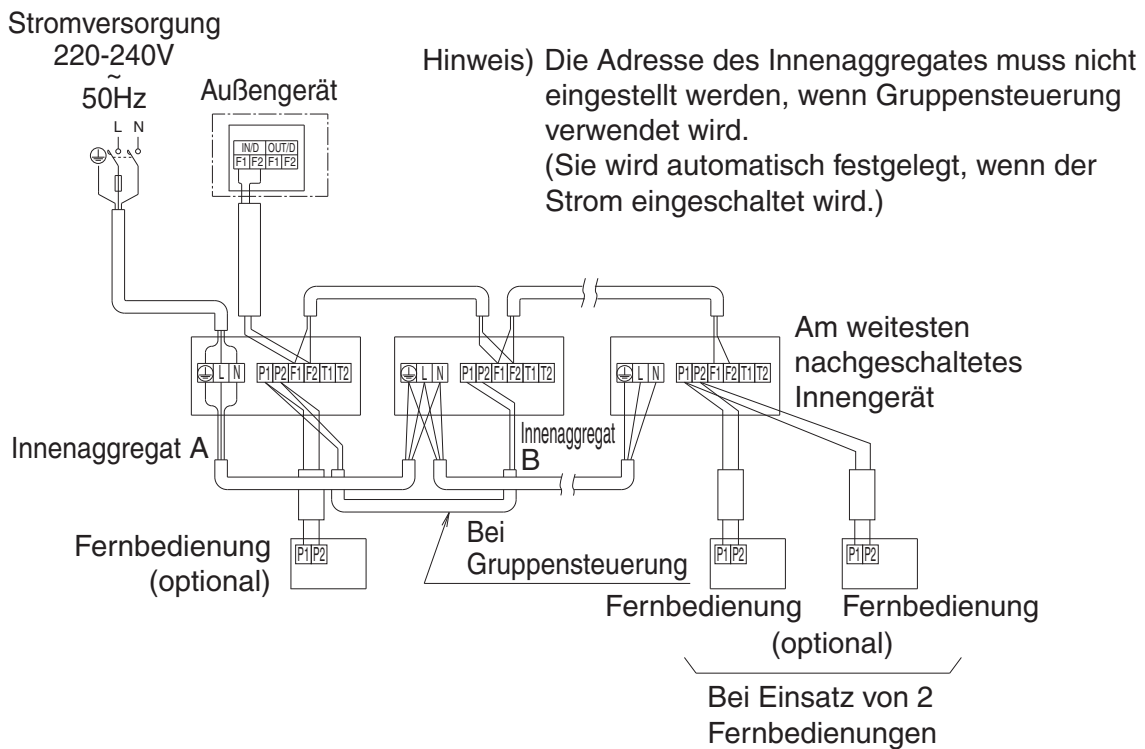 Stromversorgung
220-240V
~
50Hz
L N
Außengerät
IN/D OUT/D
F1 F2 F1 F2
Hinweis) Die Adresse des Innenaggregates muss nicht
eingestellt werden, wenn Gruppensteuerung
verwendet wird.
(Sie wird automatisch festgelegt, wenn der
Strom eingeschaltet wird.)
L N P1 P2 F1 F2 T1 T2
L N P1 P2 F1 F2 T1 T2
L N P1 P2 F1 F2 T1 T2
Am weitesten
nachgeschaltetes
Innengerät
Innenaggregat A
Innenaggregat
B
Fernbedienung
(optional)
P1 P2
Bei
Gruppensteuerung
P1 P2
P1 P2
Fernbedienung Fernbedienung
(optional)
Bei Einsatz von 2
Fernbedienungen